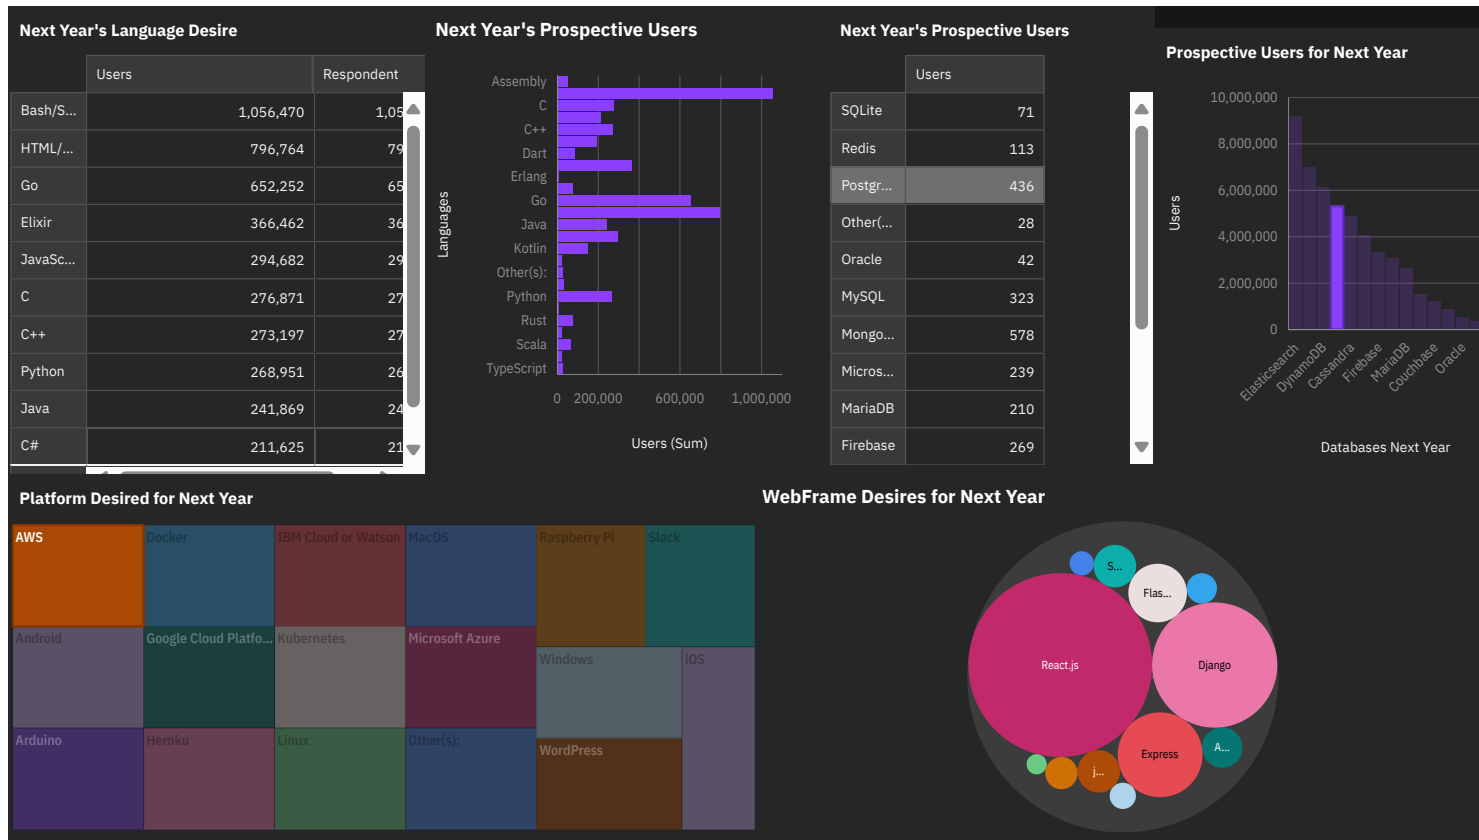 Next Year's Language Desire
Users Respondent
Bash/S... 1,056,470 1,05
HTML/... 796,764 79
Go 652,252 65
Elixir 366,462 36
JavaSc... 294,682 29
C 276,871 27
C++ 273,197 27
Python 268,951 26
Java 241,869 24
C# 211,625 21
Next Year's Prospective Users
Languages
Assembly
C
C++
Dart
Erlang
Go
Java
Kotlin
Other(s):
Python
Rust
Scala
TypeScript
0 200,000 600,000 1,000,000
Users (Sum)
Next Year's Prospective Users
Users
SQLite 71
Redis 113
Postgr... 436
Other(... 28
Oracle 42
MySQL 323
Mongo... 578
Micros... 239
MariaDB 210
Firebase 269
Prospective Users for Next Year
Users
10,000,000
8,000,000
6,000,000
4,000,000
2,000,000
0
Elasticsearch
DynamoDB
Cassandra
Firebase
MariaDB
Couchbase
Oracle
Databases Next Year
Platform Desired for Next Year
AWS Docker IBM Cloud or Watson MacOS Raspberry Pi Slack
Android Google Cloud Platfo... Kubernetes Microsoft Azure
Windows iOS
Arduino Heroku Linux Other(s):
WordPress
WebFrame Desires for Next Year
S...
Flas...
React.js
Django
Express
A...
j...